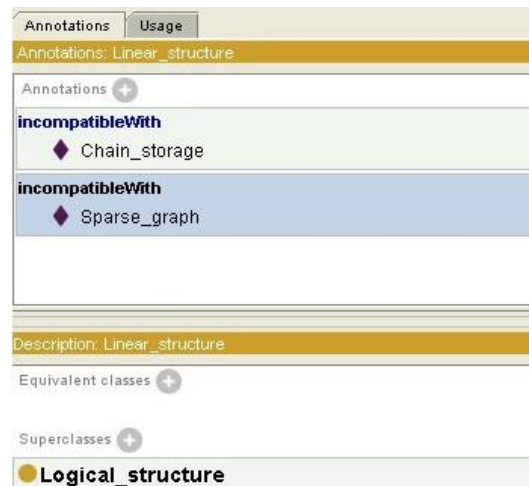 Annotations Usage
Annotations: Linear_structure
Annotations
incompatibleWith
Chain_storage
incompatibleWith
Sparse_graph
Description: Linear_structure
Equivalent classes
Superclasses
Logical_structure